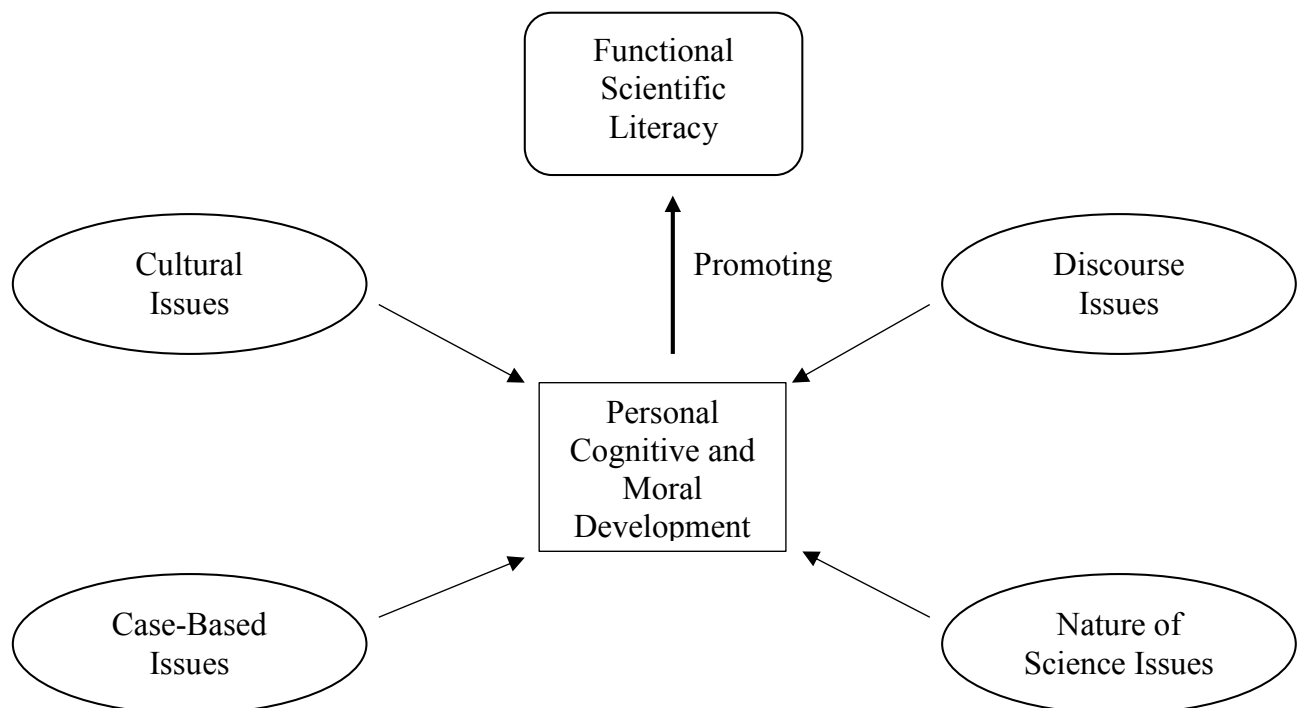 Functional
Scientific
Literacy
Promoting
Cultural
Issues
Discourse
Issues
Personal
Cognitive and
Moral
Development
Case-Based
Issues
Nature of
Science Issues